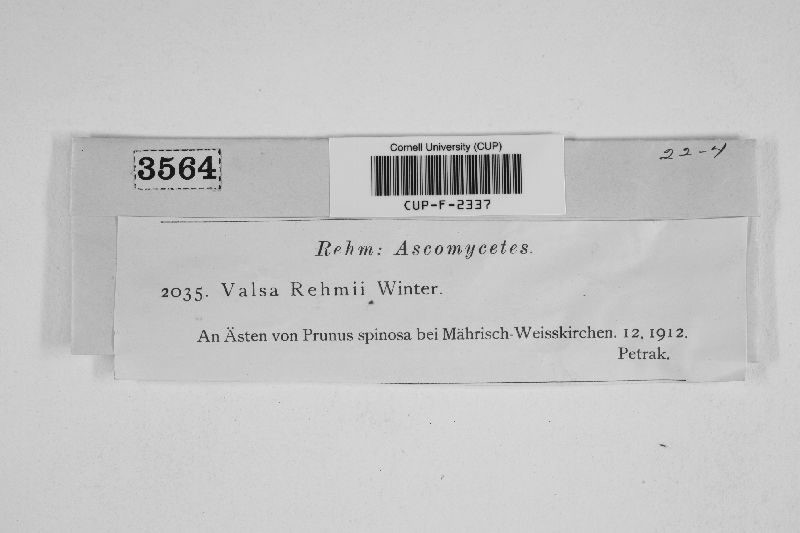 3564
Cornell University (CUP)
CUP-F-2337
22-4
Rehm: Ascomycetes.
2035. Valsa Rehmii Winter.
An Ästen von Prunus spinosa bei Mährisch-Weisskirchen. 12. 1912.
Petrak.